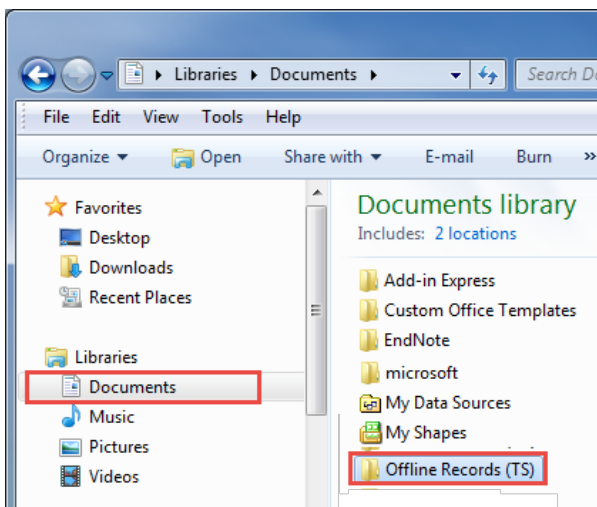 Libraries Documents Search Do
File Edit View Tools Help
Organize Open Share with E-mail Burn »
Favorites
Desktop
Downloads
Recent Places
Libraries
Documents
Music
Pictures
Videos
Documents library
Includes: 2 locations
Add-in Express
Custom Office Templates
EndNote
microsoft
My Data Sources
My Shapes
Offline Records (TS)